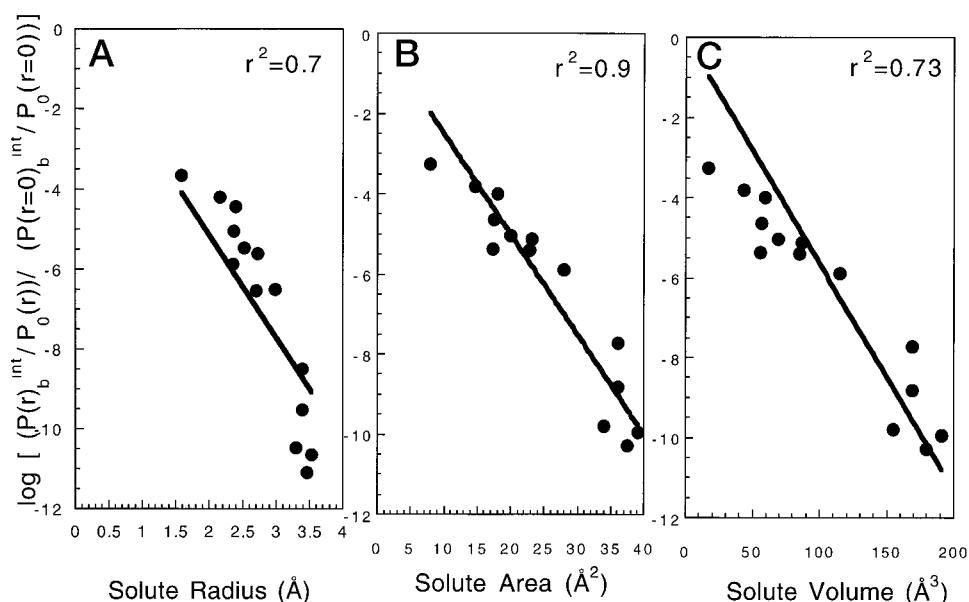 A
r²=0.7
B
r²=0.9
C
r²=0.73
log [ (P(r)_b^int / P_0(r)) / (P(r=0)_b^int / P_0(r=0))]
0
-2
-4
-6
-8
-10
-12
0 0.5 1 1.5 2 2.5 3 3.5 4
Solute Radius (Å)
0
-2
-4
-6
-8
-10
-12
0 5 10 15 20 25 30 35 40
Solute Area (Å²)
0
-2
-4
-6
-8
-10
-12
0 50 100 150 200
Solute Volume (Å³)